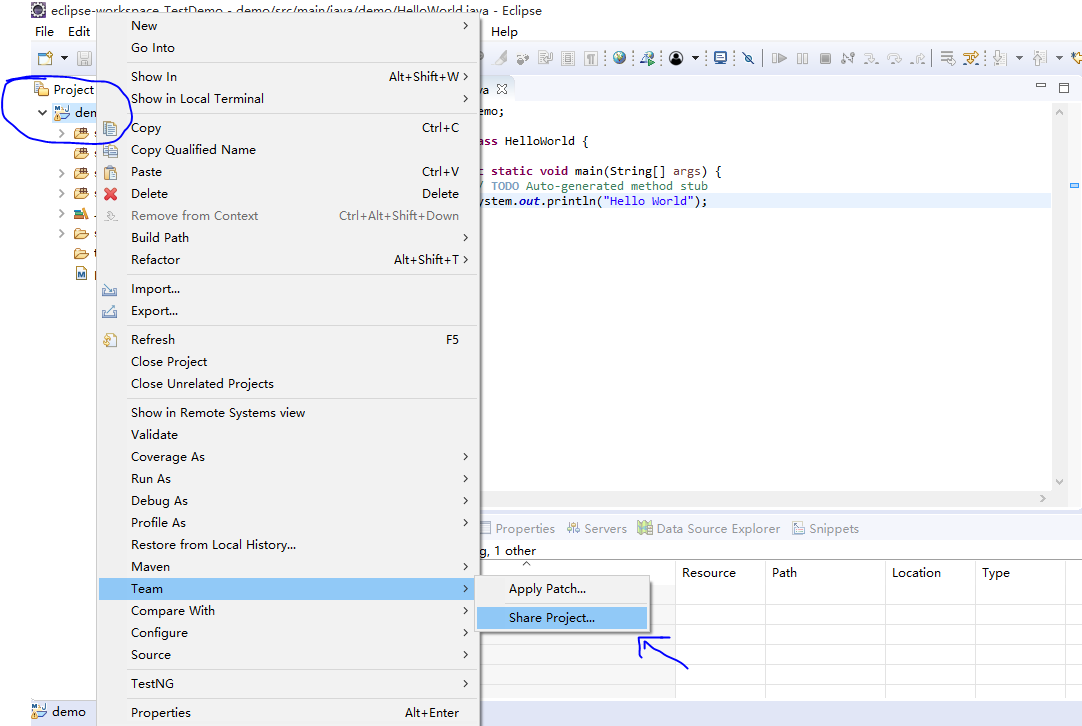 eclipse-workspace_TestDemo - demo/src/main/java/demo/HelloWorld.java - Eclipse
File Edit Help
Project
dem
New
Go Into
Show In Alt+Shift+W
Show in Local Terminal
Copy Ctrl+C
Copy Qualified Name
Paste Ctrl+V
Delete Delete
Remove from Context Ctrl+Alt+Shift+Down
Build Path
Refactor Alt+Shift+T
Import...
Export...
Refresh F5
Close Project
Close Unrelated Projects
Show in Remote Systems view
Validate
Coverage As
Run As
Debug As
Profile As
Restore from Local History...
Maven
Team
Compare With
Configure
Source
TestNG
Properties Alt+Enter
Apply Patch...
Share Project...
va
emo;
ass HelloWorld {
c static void main(String[] args) {
/ TODO Auto-generated method stub
ystem.out.println("Hello World");
Properties Servers Data Source Explorer Snippets
g, 1 other
Resource Path Location Type
demo